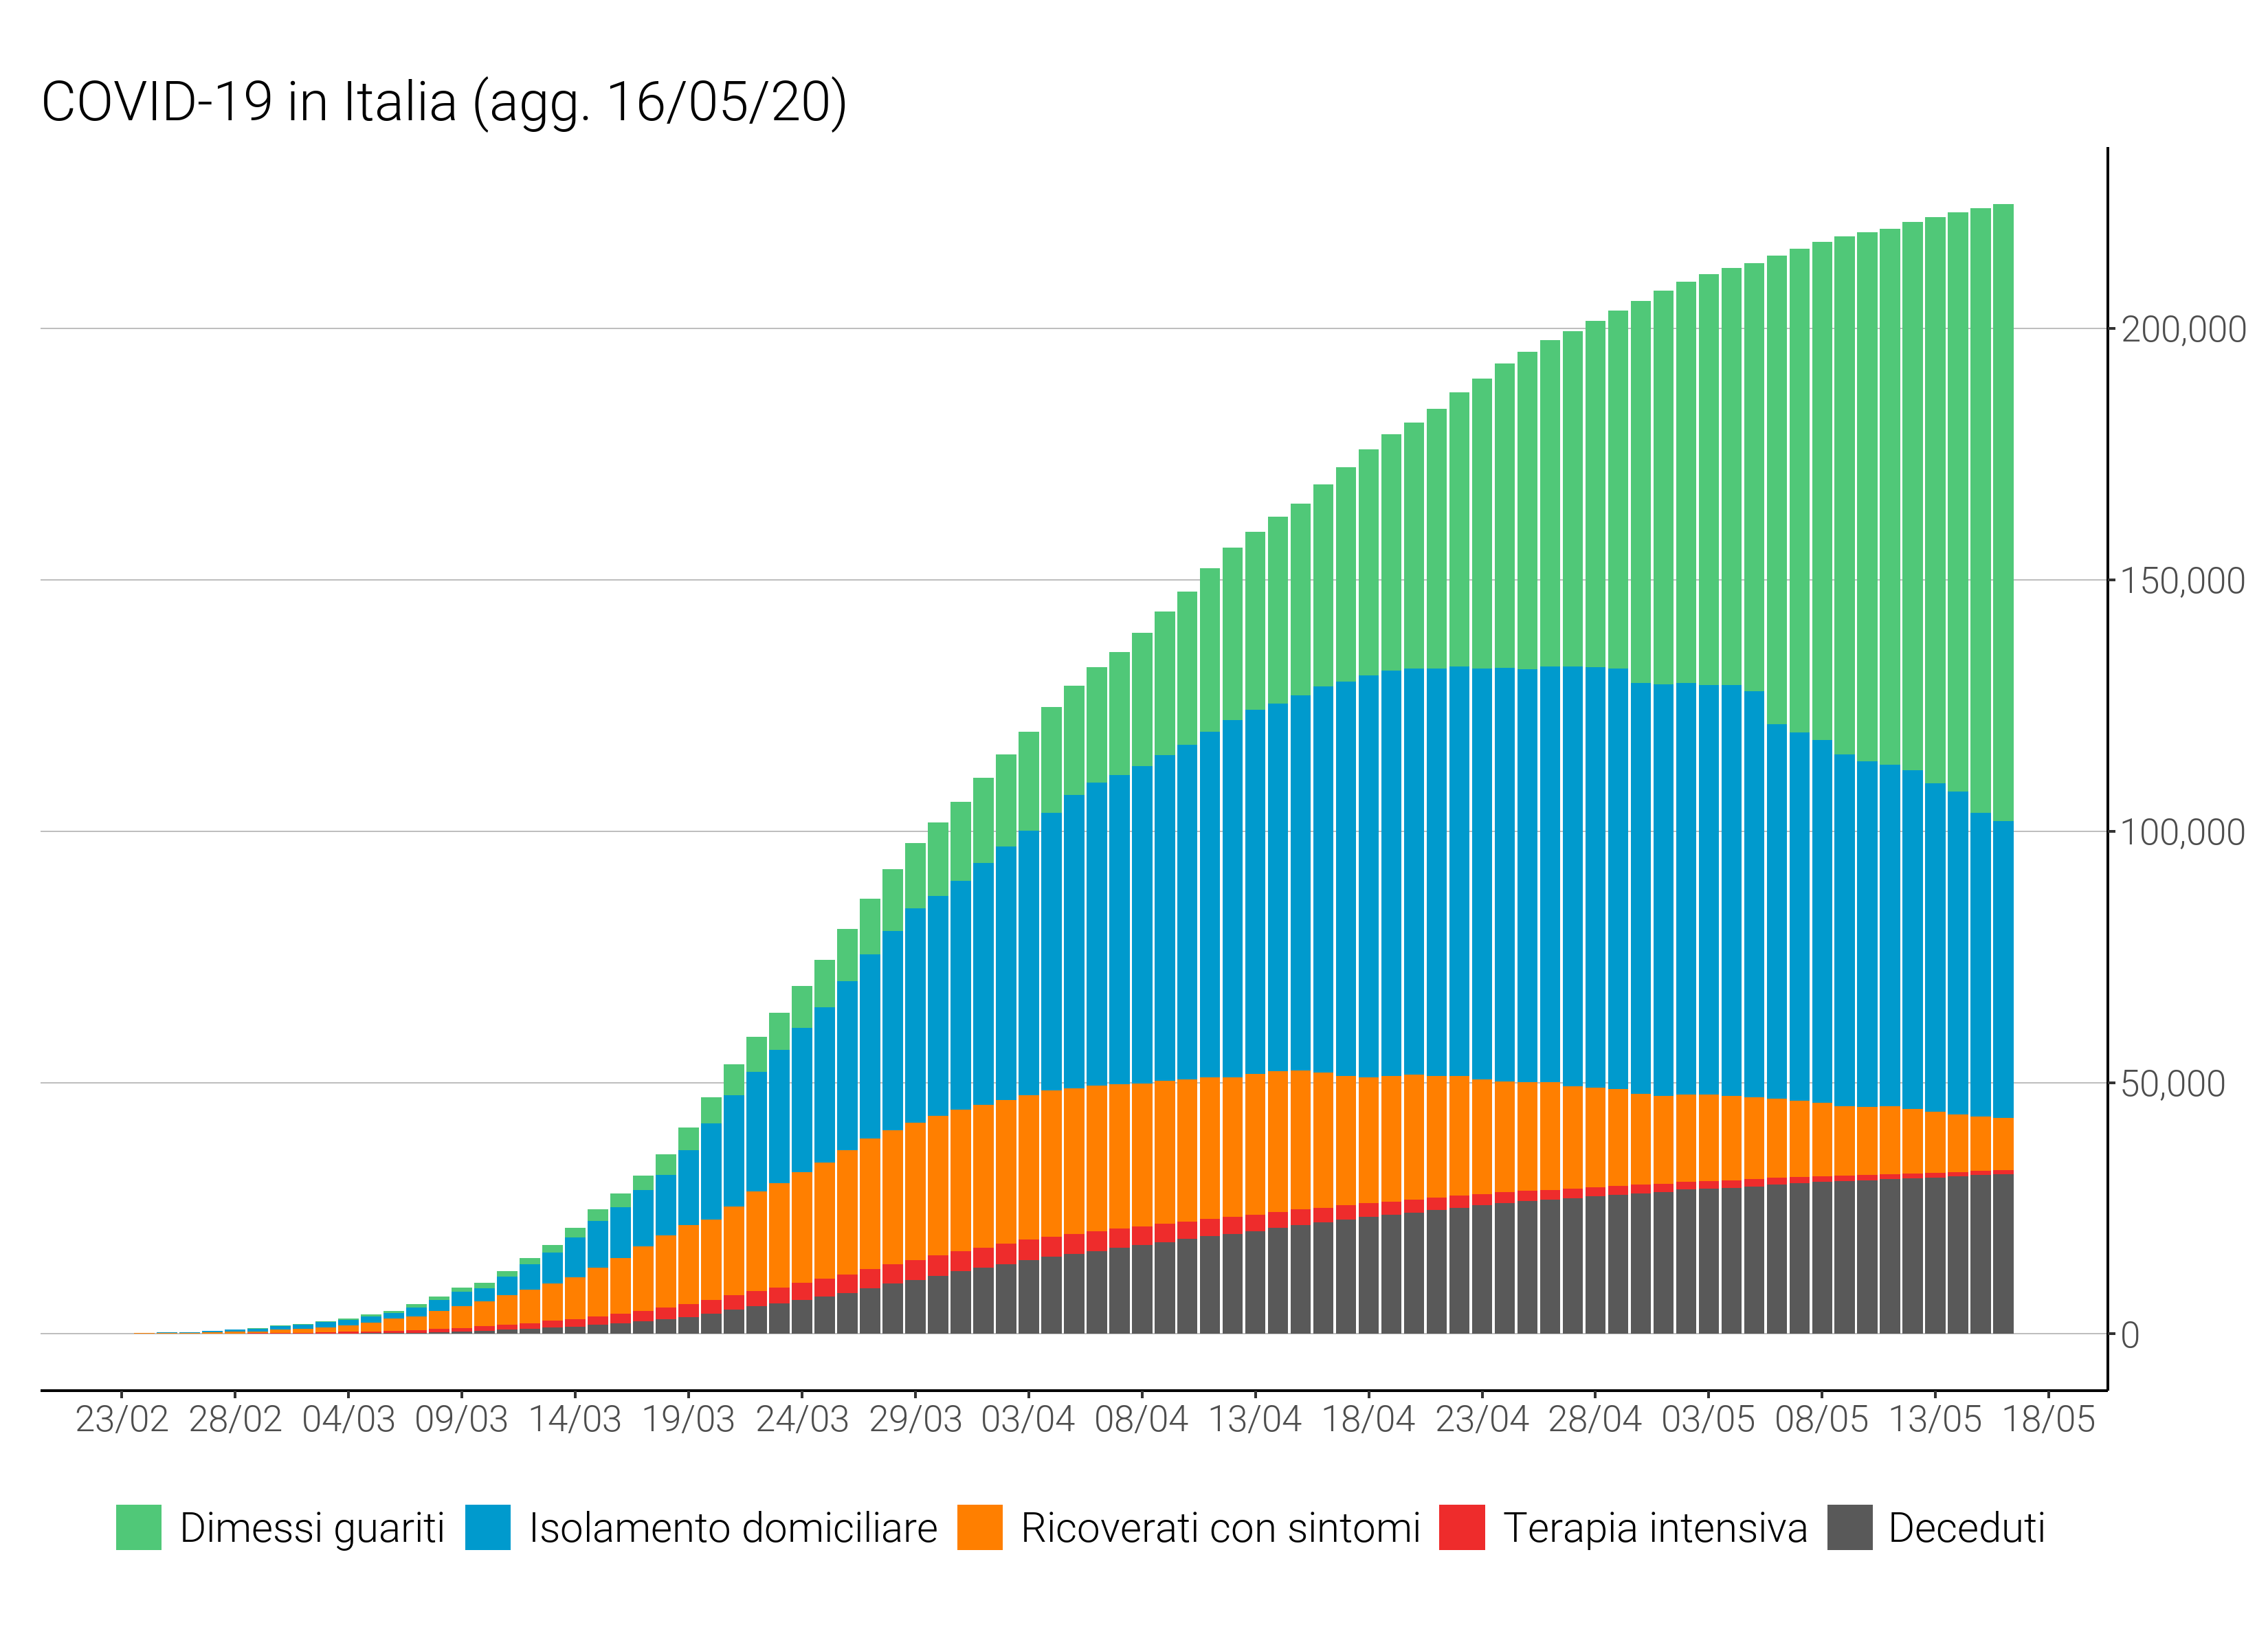 COVID-19 in Italia (agg. 16/05/20)
200,000
150,000
100,000
50,000
0
23/02 28/02 04/03 09/03 14/03 19/03 24/03 29/03 03/04 08/04 13/04 18/04 23/04 28/04 03/05 08/05 13/05 18/05
Dimessi guariti Isolamento domiciliare Ricoverati con sintomi Terapia intensiva Deceduti